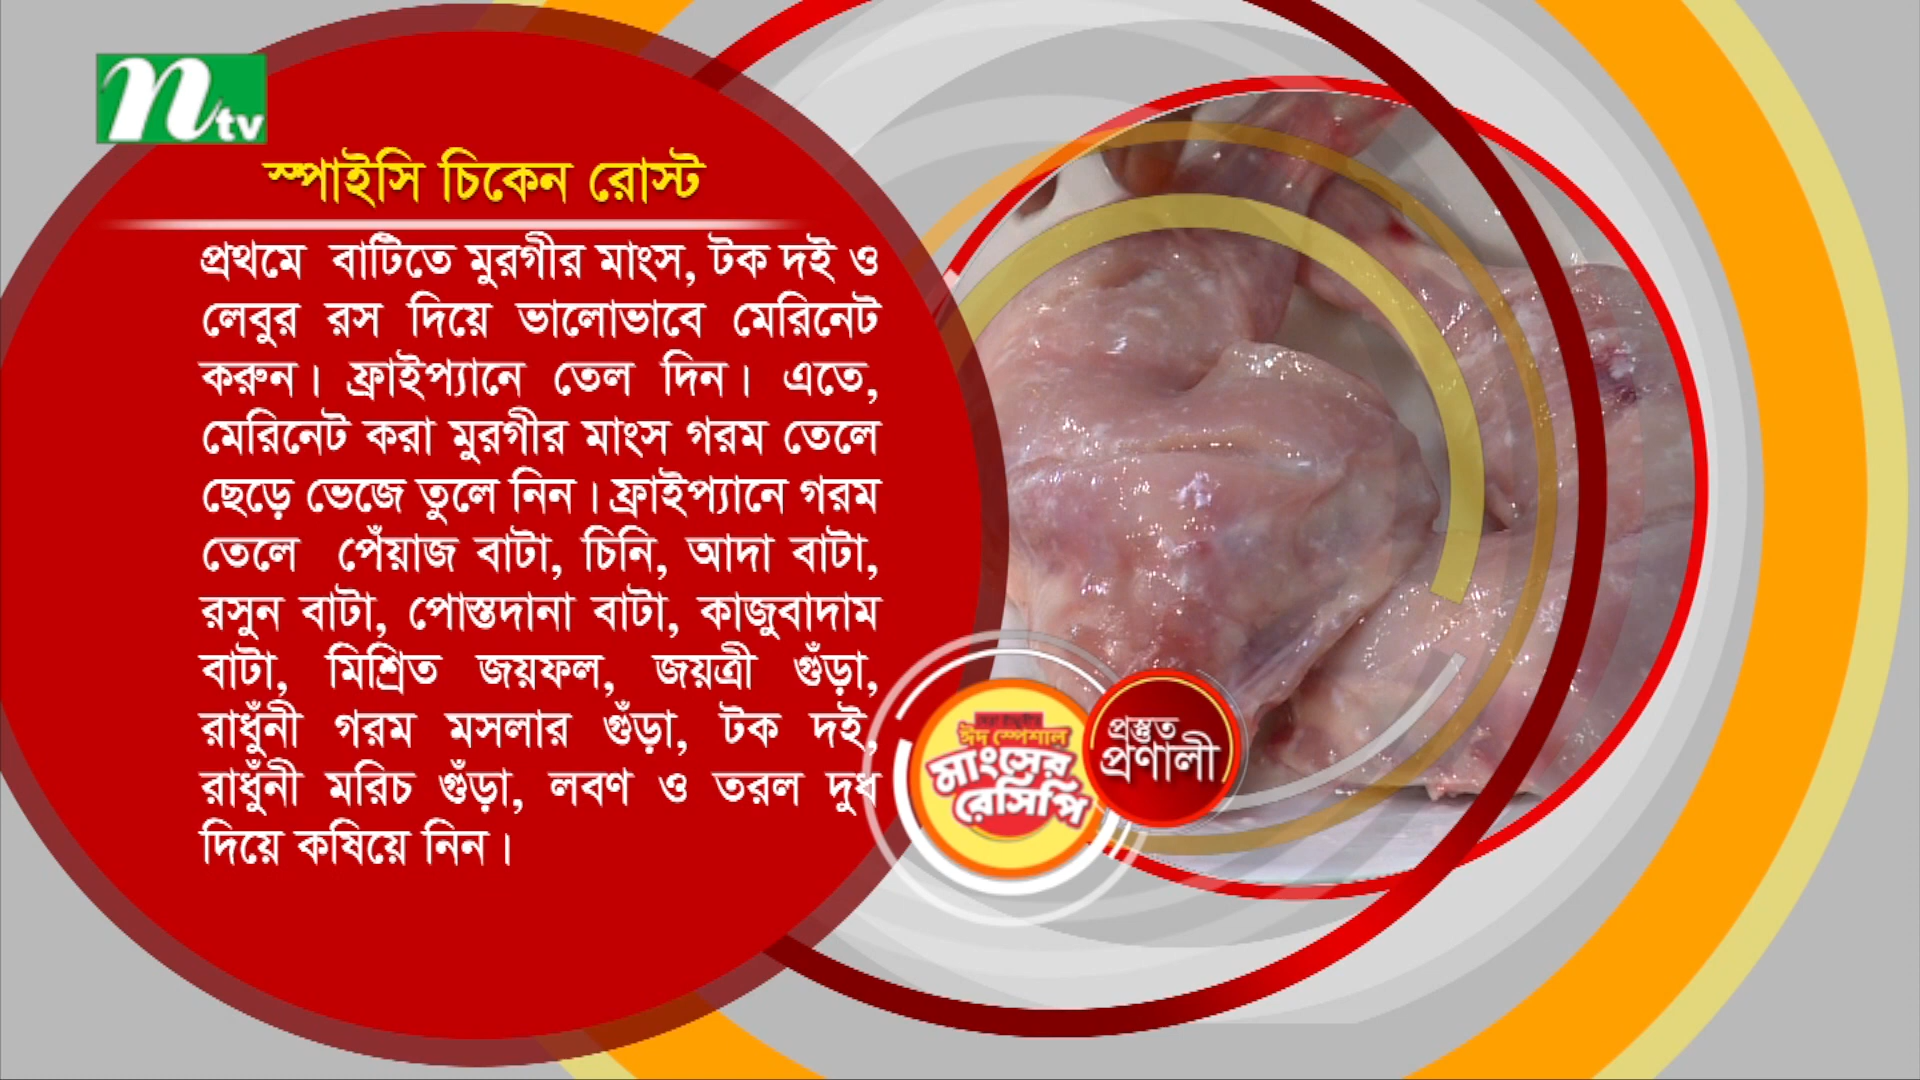 ntv
স্পাইসি চিকেন রোস্ট
প্রথমে বাটিতে মুরগীর মাংস, টক দই ও
লেবুর রস দিয়ে ভালোভাবে মেরিনেট
করুন। ফ্রাইপ্যানে তেল দিন। এতে,
মেরিনেট করা মুরগীর মাংস গরম তেলে
ছেড়ে ভেজে তুলে নিন। ফ্রাইপ্যানে গরম
তেলে পেঁয়াজ বাটা, চিনি, আদা বাটা,
রসুন বাটা, পোস্তদানা বাটা, কাজুবাদাম
বাটা, মিশ্রিত জয়ফল, জয়ত্রী গুঁড়া,
রাধুঁনী গরম মসলার গুঁড়া, টক দই,
রাধুঁনী মরিচ গুঁড়া, লবণ ও তরল দুধ
দিয়ে কষিয়ে নিন।
ঈদ স্পেশাল
মাংসের
রেসিপি
প্রস্তুত
প্রণালী